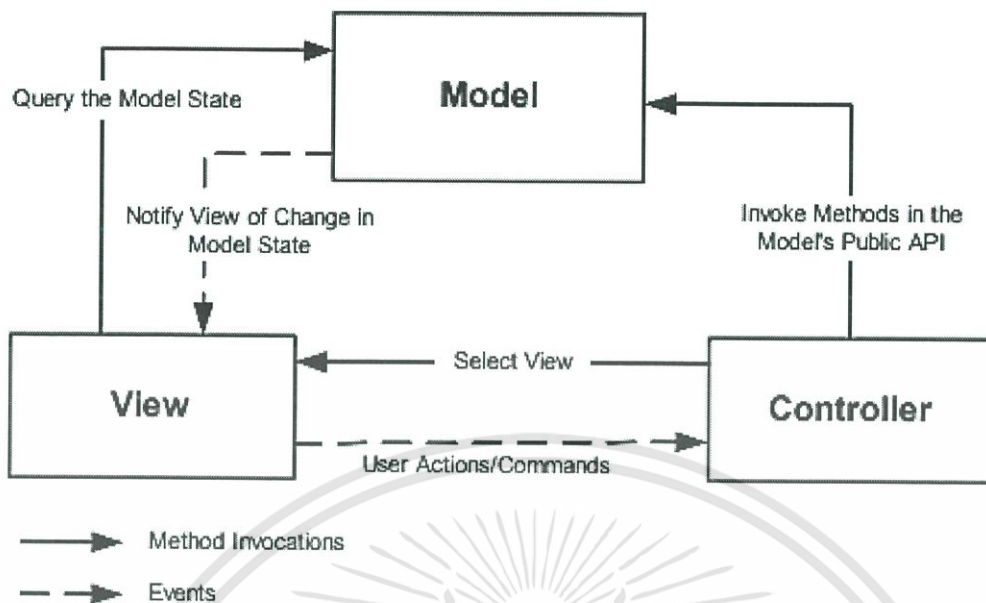 Model
Query the Model State
Notify View of Change in
Model State
Invoke Methods in the
Model's Public API
Select View
View
Controller
User Actions/Commands
Method Invocations
Events